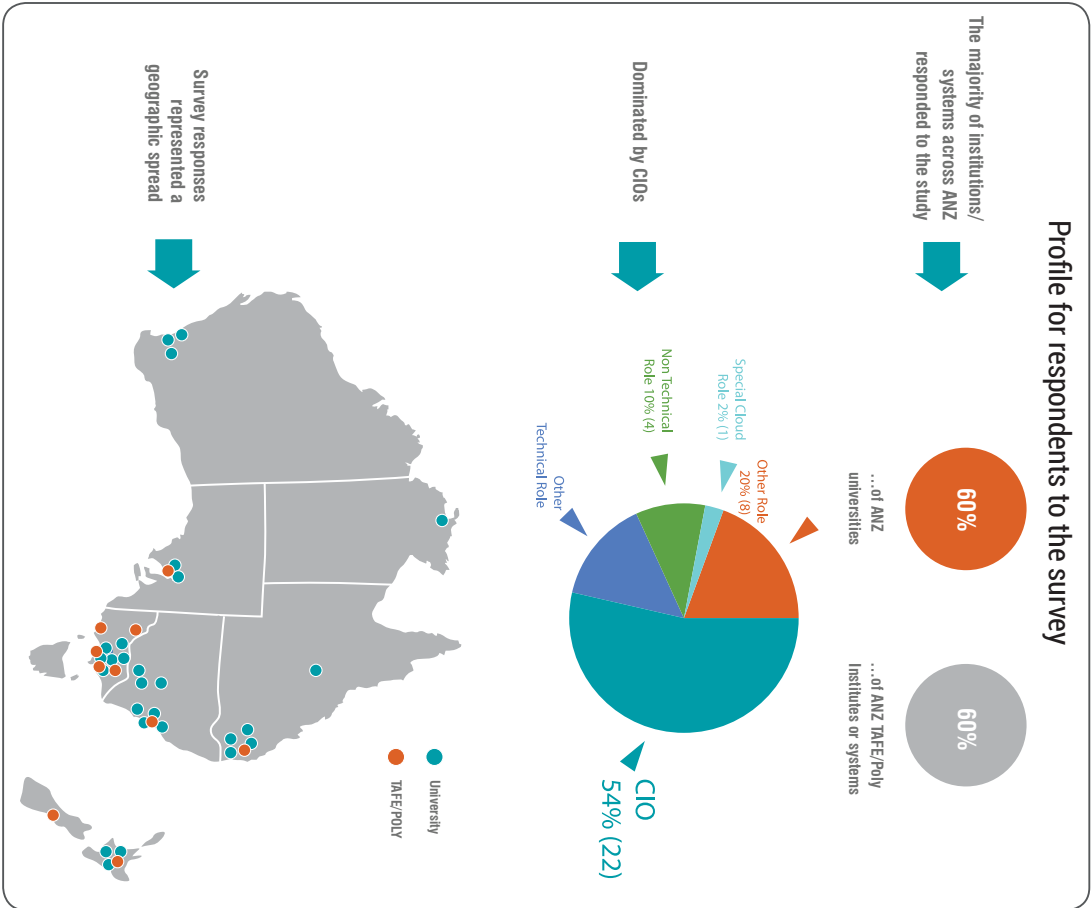 Profile for respondents to the survey
The majority of institutions/
systems across ANZ
responded to the study
60%
...of ANZ
universities
60%
...of ANZ TAFE/Poly
Institutes or systems
Dominated by CIOs
Other Role
20% (8)
Special Cloud
Role 2% (1)
Non Technical
Role 10% (4)
Other
Technical Role
CIO
54% (22)
Survey responses
represented a
geographic spread
University
TAFE/POLY